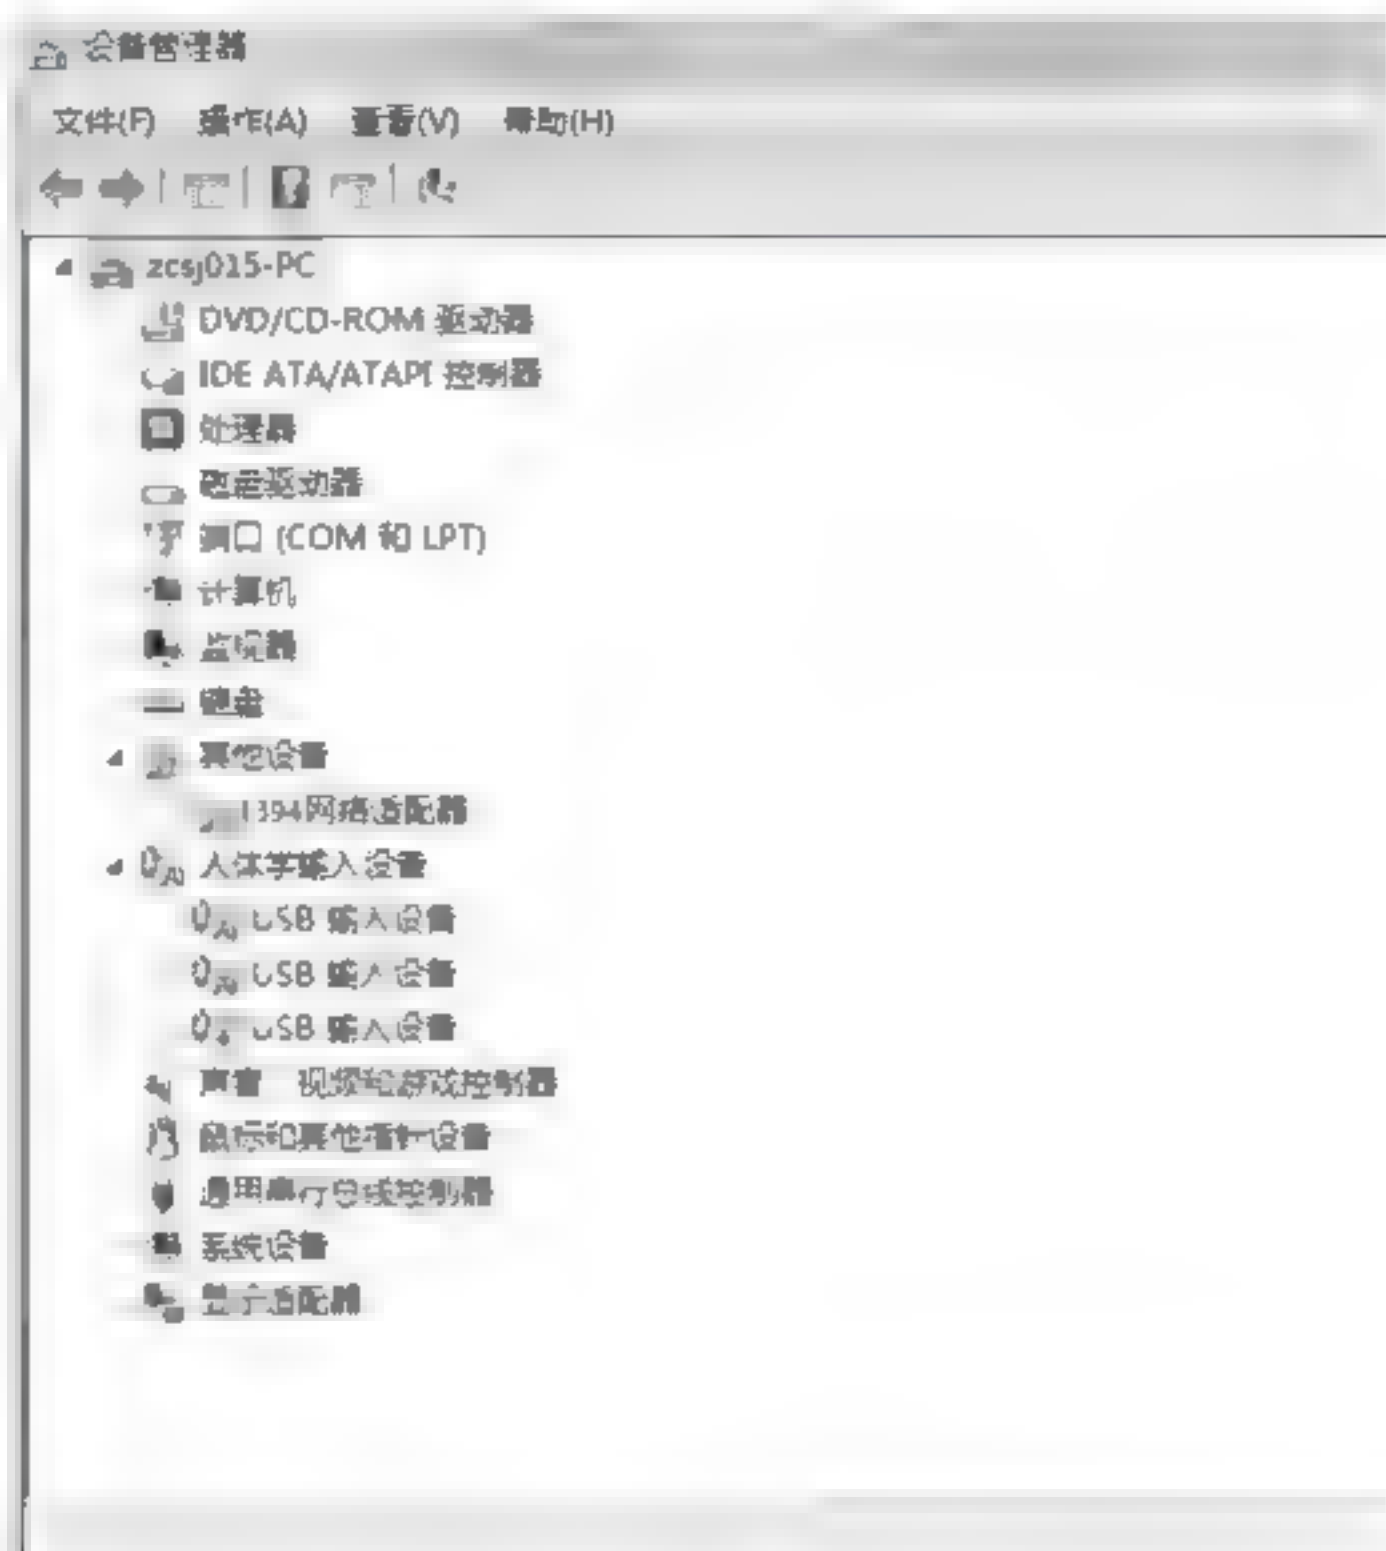 设备管理器
文件(F) 操作(A) 查看(V) 帮助(H)
zcsj015-PC
DVD/CD-ROM 驱动器
IDE ATA/ATAPI 控制器
处理器
磁盘驱动器
端口 (COM 和 LPT)
计算机
监视器
键盘
其他设备
1394网络适配器
人体学输入设备
USB 输入设备
USB 输入设备
USB 输入设备
声音、视频和游戏控制器
鼠标和其他指针设备
通用串行总线控制器
系统设备
显示适配器